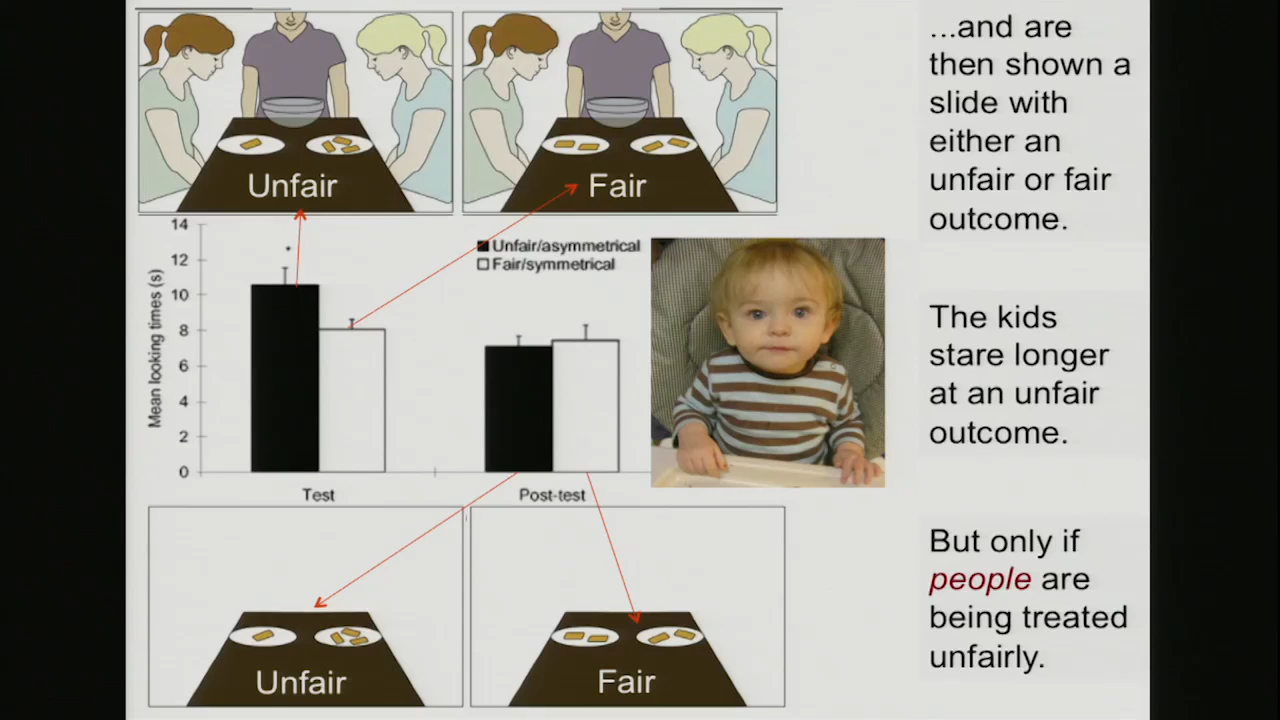 ...and are
then shown a
slide with
either an
unfair or fair
outcome.
Unfair
Fair
14
12
10
8
6
4
2
0
Mean looking times (s)
*
Unfair/asymmetrical
Fair/symmetrical
Test
Post-test
The kids
stare longer
at an unfair
outcome.
Unfair
Fair
But only if
people are
being treated
unfairly.